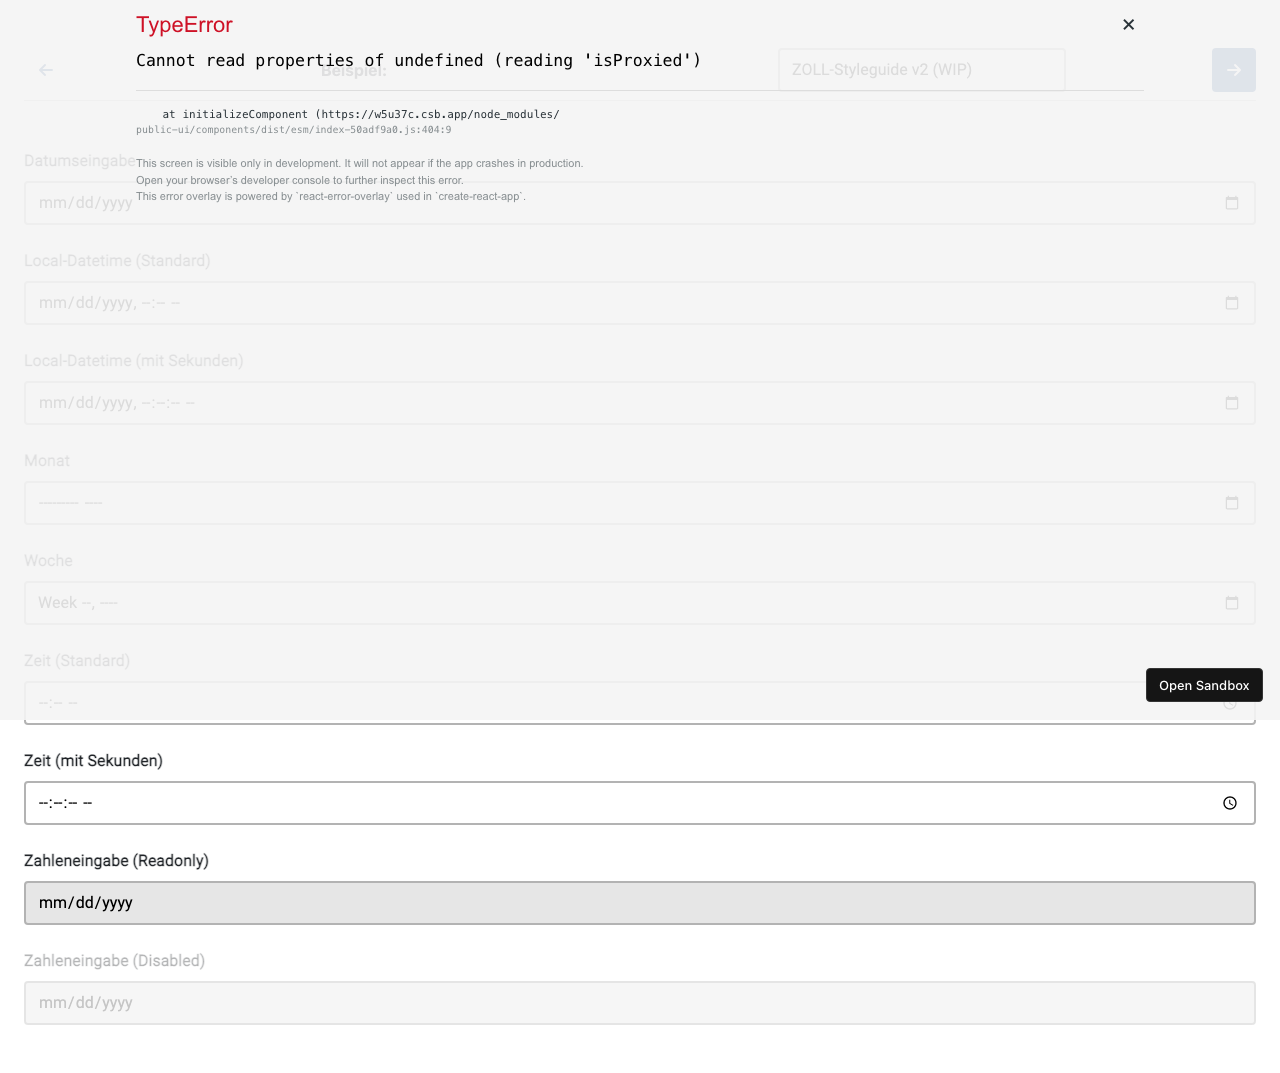 TypeError
Cannot read properties of undefined (reading 'isProxied')
Beispiel:
ZOLL-Styleguide v2 (WIP)
at initializeComponent (https://w5u37c.csb.app/node_modules/
public-ui/components/dist/esm/index-50adf9a0.js:404:9
Datumseingabe
This screen is visible only in development. It will not appear if the app crashes in production.
Open your browser’s developer console to further inspect this error.
This error overlay is powered by `react-error-overlay` used in `create-react-app`.
mm/dd/yyyy
Local-Datetime (Standard)
mm/dd/yyyy, --:-- --
Local-Datetime (mit Sekunden)
mm/dd/yyyy, --:--:-- --
Monat
--------- ----
Woche
Week --, ----
Zeit (Standard)
--:-- --
Open Sandbox
Zeit (mit Sekunden)
--:--:-- --
Zahleneingabe (Readonly)
mm/dd/yyyy
Zahleneingabe (Disabled)
mm/dd/yyyy